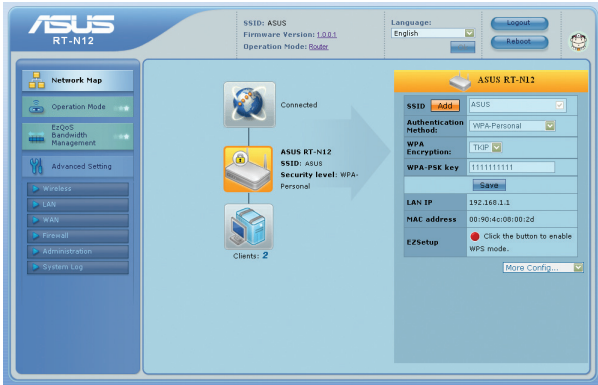 ASUS
RT-N12
SSID: ASUS
Firmware Version: 1.0.0.1
Operation Mode: Router
Language:
English
Logout
Reboot
Network Map
Operation Mode
EzQoS
Bandwidth
Management
Advanced Setting
Wireless
LAN
WAN
Firewall
Administration
System Log
Connected
ASUS RT-N12
SSID: ASUS
Security level: WPA-
Personal
Clients: 2
ASUS RT-N12
SSID Add ASUS
Authentication
Method: WPA-Personal
WPA
Encryption: TKIP
WPA-PSK key 1111111111
Save
LAN IP 192.168.1.1
MAC address 00:90:4c:08:00:2d
EZSetup Click the button to enable
WPS mode.
More Config...